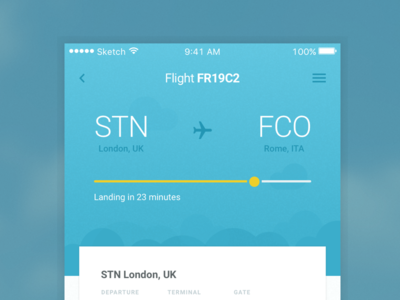 Sketch 9:41 AM 100%
Flight FR19C2
STN FCO
London, UK Rome, ITA
Landing in 23 minutes
STN London, UK
DEPARTURE TERMINAL GATE